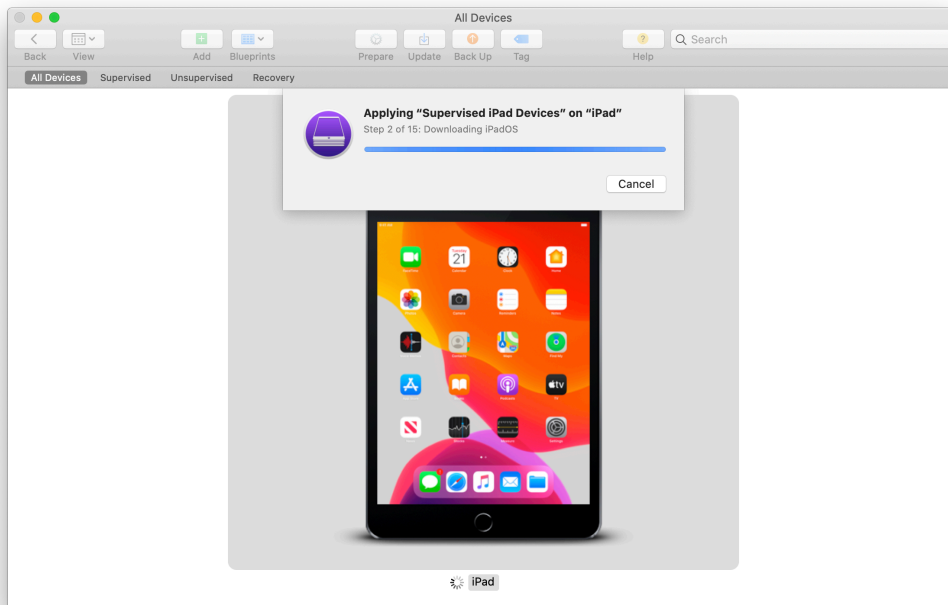 All Devices
Back
View
Add
Blueprints
Prepare
Update
Back Up
Tag
?
Help
Search
All Devices
Supervised
Unsupervised
Recovery
Applying “Supervised iPad Devices” on “iPad”
Step 2 of 15: Downloading iPadOS
Cancel
21
tv
iPad